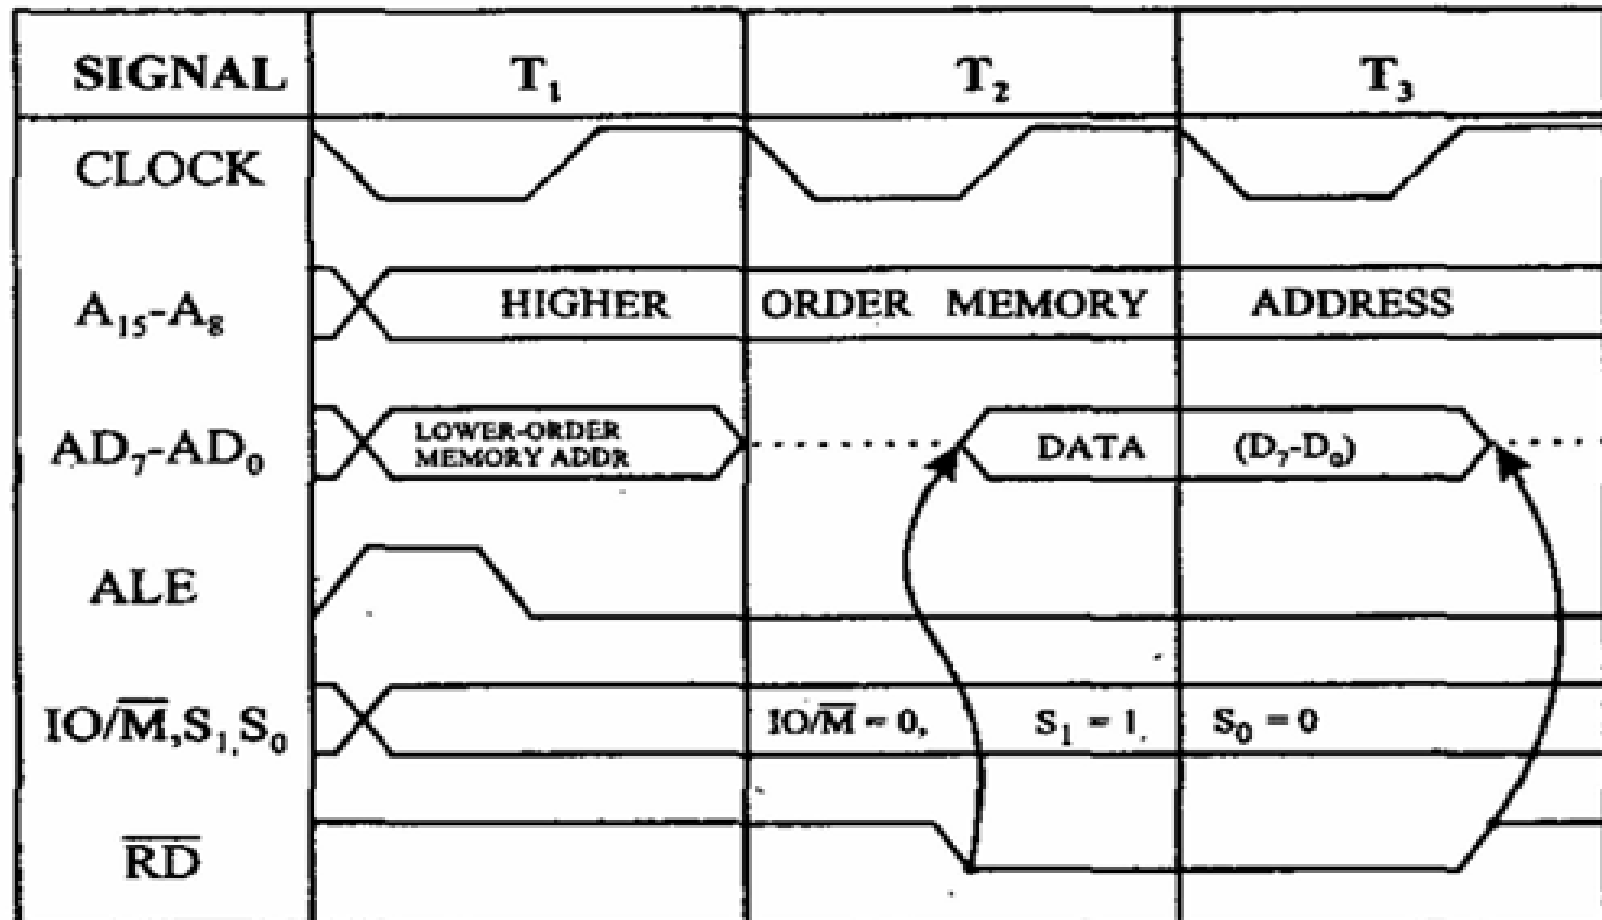 SIGNAL T₁ T₂ T₃
CLOCK
A₁₅-A₈ HIGHER ORDER MEMORY ADDRESS
AD₇-AD₀ LOWER-ORDER MEMORY ADDR DATA (D₇-D₀)
ALE
IO/M̅,S₁,S₀ IO/M̅ = 0, S₁ = 1, S₀ = 0
R̅D̅